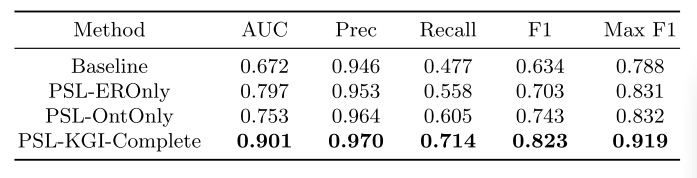 Method AUC Prec Recall F1 Max F1
Baseline 0.672 0.946 0.477 0.634 0.788
PSL-EROnly 0.797 0.953 0.558 0.703 0.831
PSL-OntOnly 0.753 0.964 0.605 0.743 0.832
PSL-KGI-Complete 0.901 0.970 0.714 0.823 0.919